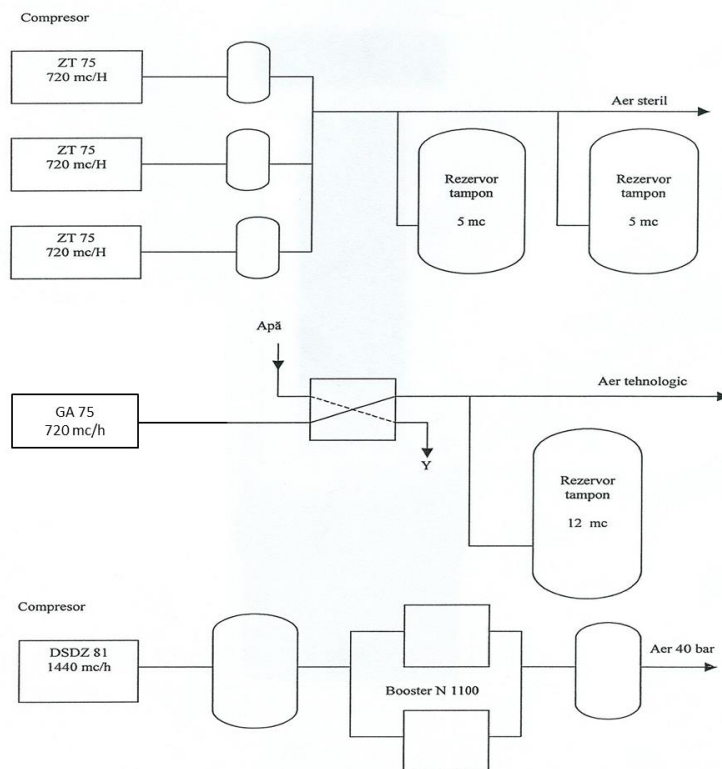 Compresor
ZT 75
720 mc/H
Aer steril
ZT 75
720 mc/H
Rezervor
tampon
5 mc
Rezervor
tampon
5 mc
ZT 75
720 mc/H
Apă
Aer tehnologic
GA 75
720 mc/h
Y
Rezervor
tampon
12 mc
Compresor
DSDZ 81
1440 mc/h
Aer 40 bar
Booster N 1100